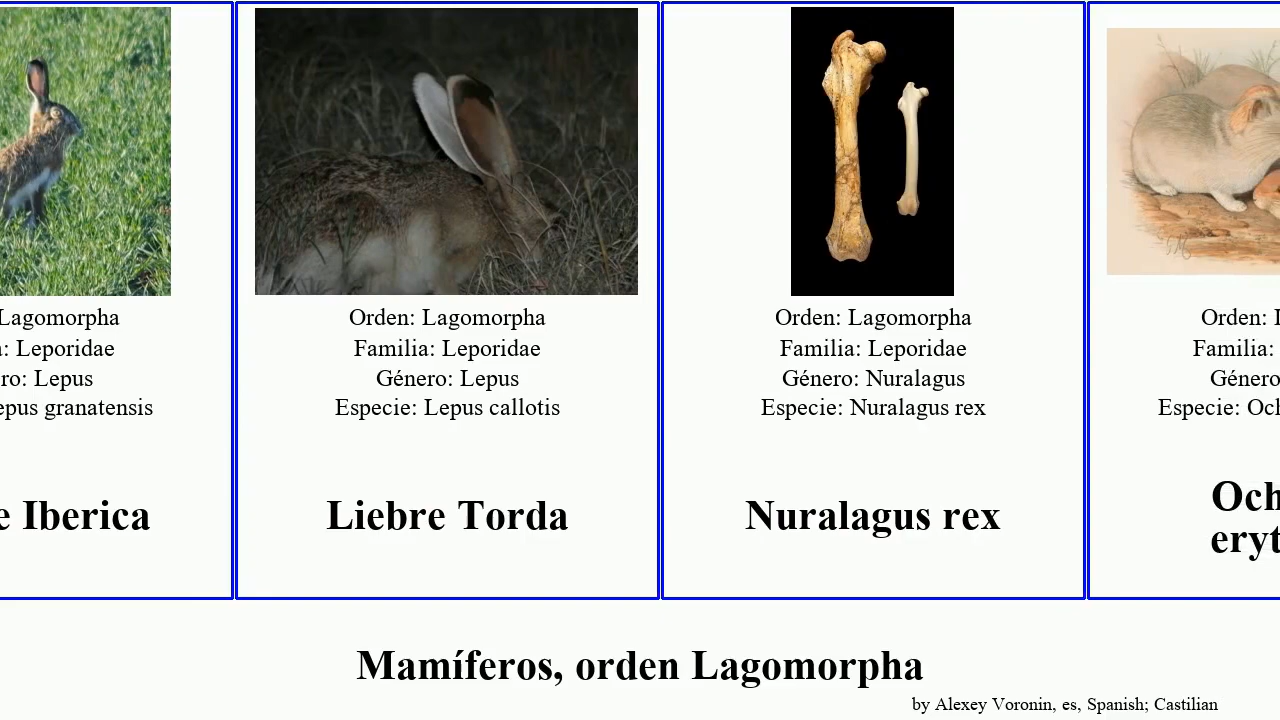 Lagomorpha
: Leporidae
ro: Lepus
epus granatensis
e Iberica
Orden: Lagomorpha
Familia: Leporidae
Género: Lepus
Especie: Lepus callotis
Liebre Torda
Orden: Lagomorpha
Familia: Leporidae
Género: Nuralagus
Especie: Nuralagus rex
Nuralagus rex
Orden:
Familia:
Género
Especie: Och
Och
eryt
Mamíferos, orden Lagomorpha
by Alexey Voronin, es, Spanish; Castilian